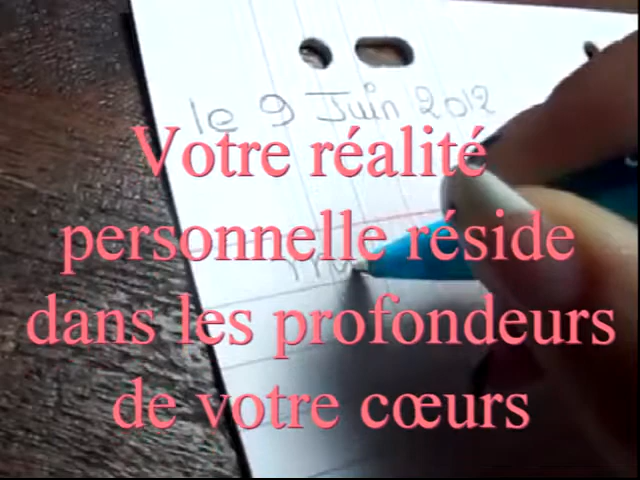 le 9 Juin 2012
Votre réalité
personnelle réside
dans les profondeurs
de votre cœurs